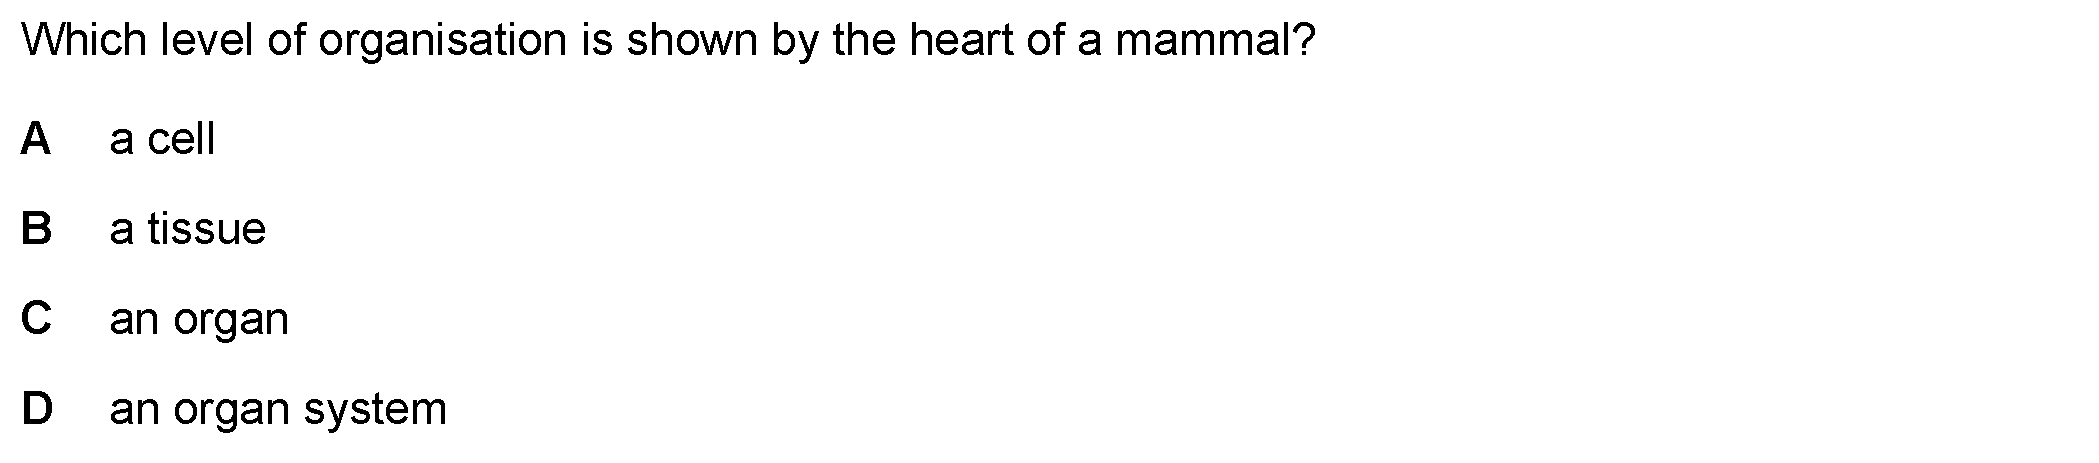 Which level of organisation is shown by the heart of a mammal?
A a cell
B a tissue
C an organ
D an organ system